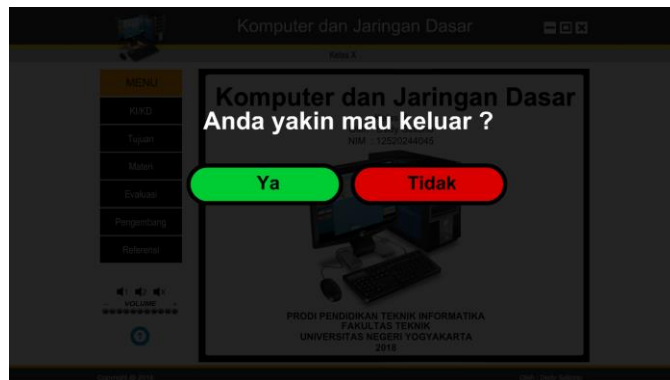 Komputer dan Jaringan Dasar
Kelas X
MENU
KI/KD
Tujuan
Materi
Evaluasi
Pengembang
Referensi
VOLUME
Komputer dan Jaringan Dasar
Anda yakin mau keluar ?
NIM : 12520244045
Ya
Tidak
PRODI PENDIDIKAN TEKNIK INFORMATIKA
FAKULTAS TEKNIK
UNIVERSITAS NEGERI YOGYAKARTA
2018